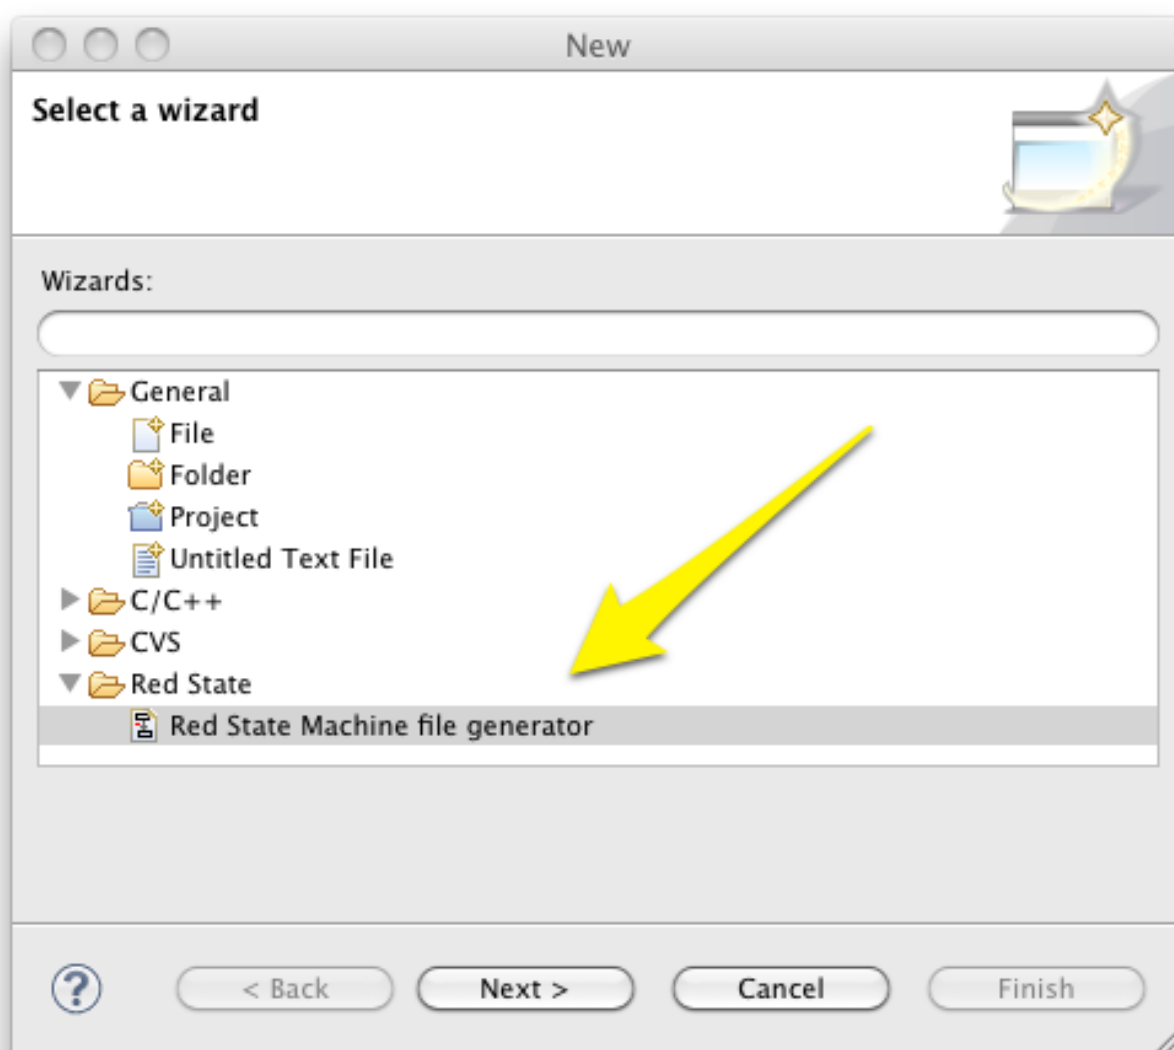 New
Select a wizard
Wizards:
General
File
Folder
Project
Untitled Text File
C/C++
CVS
Red State
Red State Machine file generator
? < Back Next > Cancel Finish